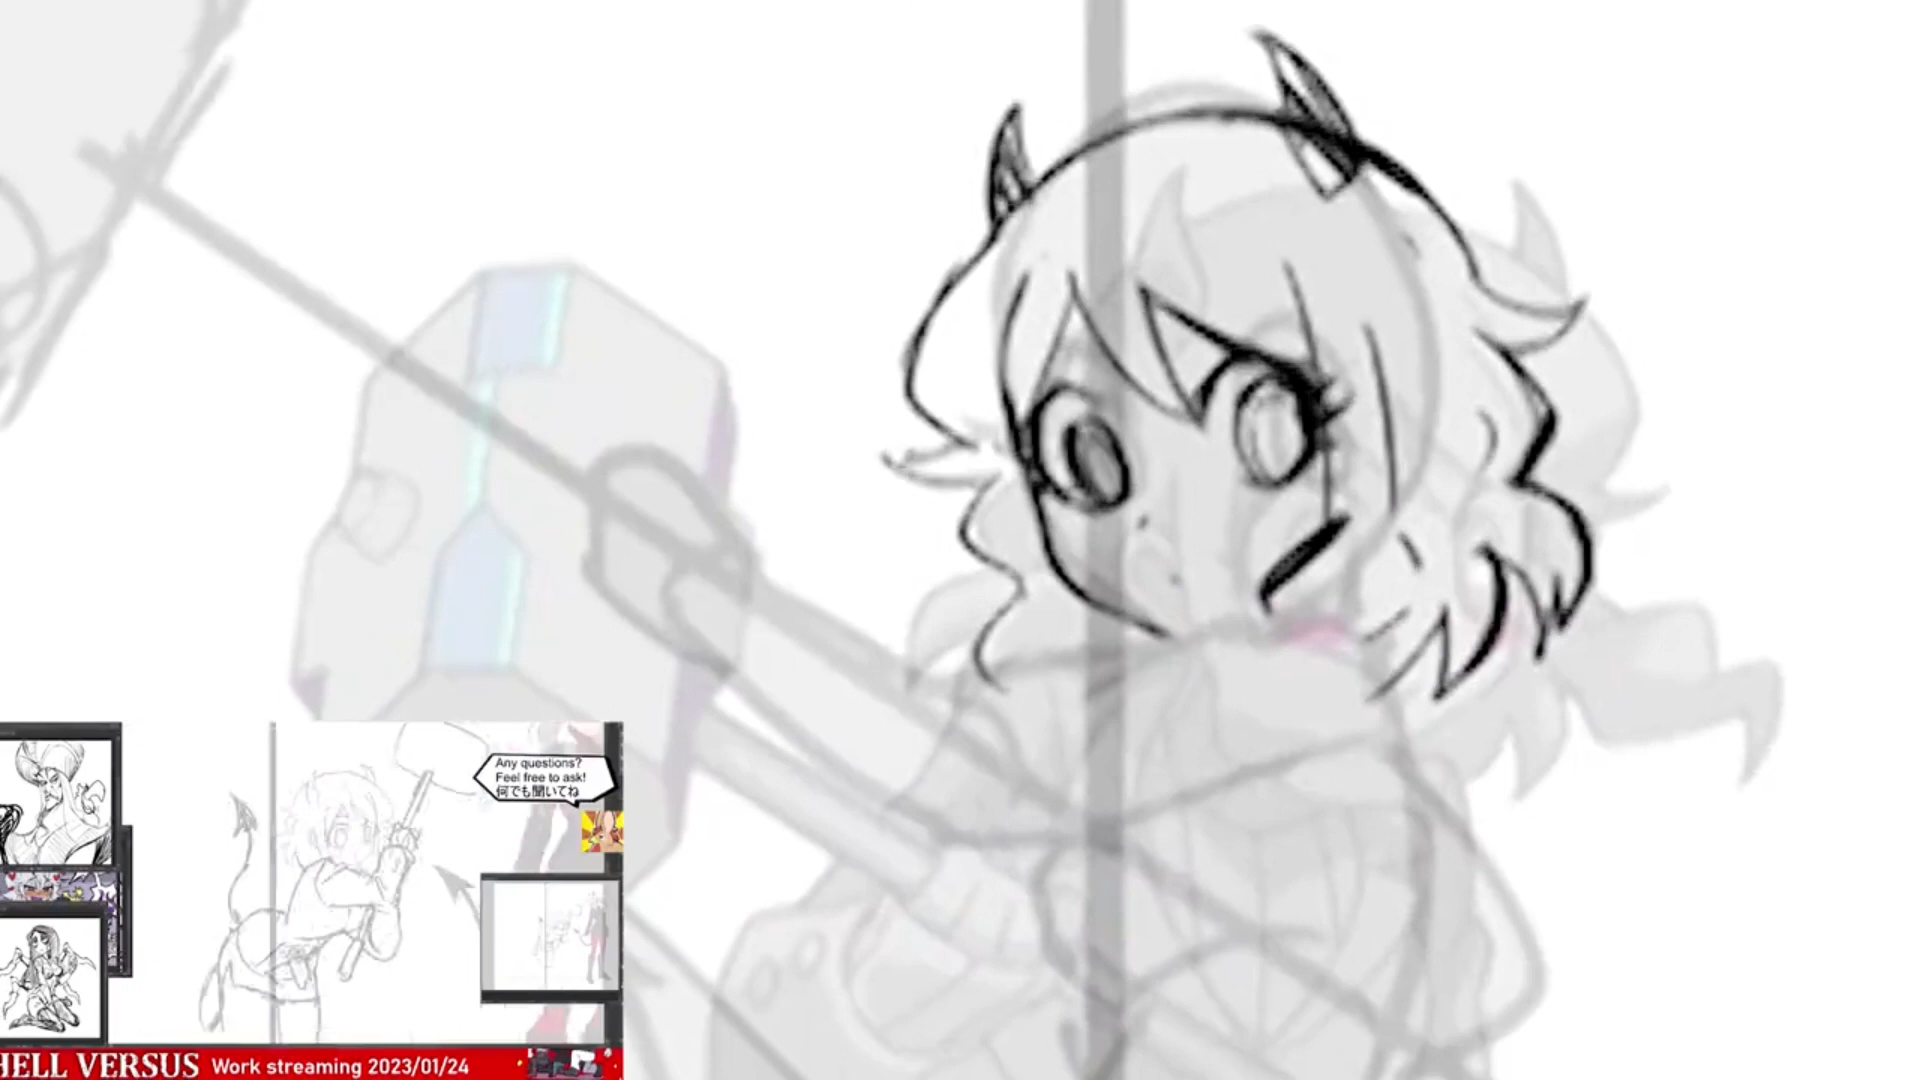 Any questions?
Feel free to ask!
何でも聞いてね
HELL VERSUS Work streaming 2023/01/24